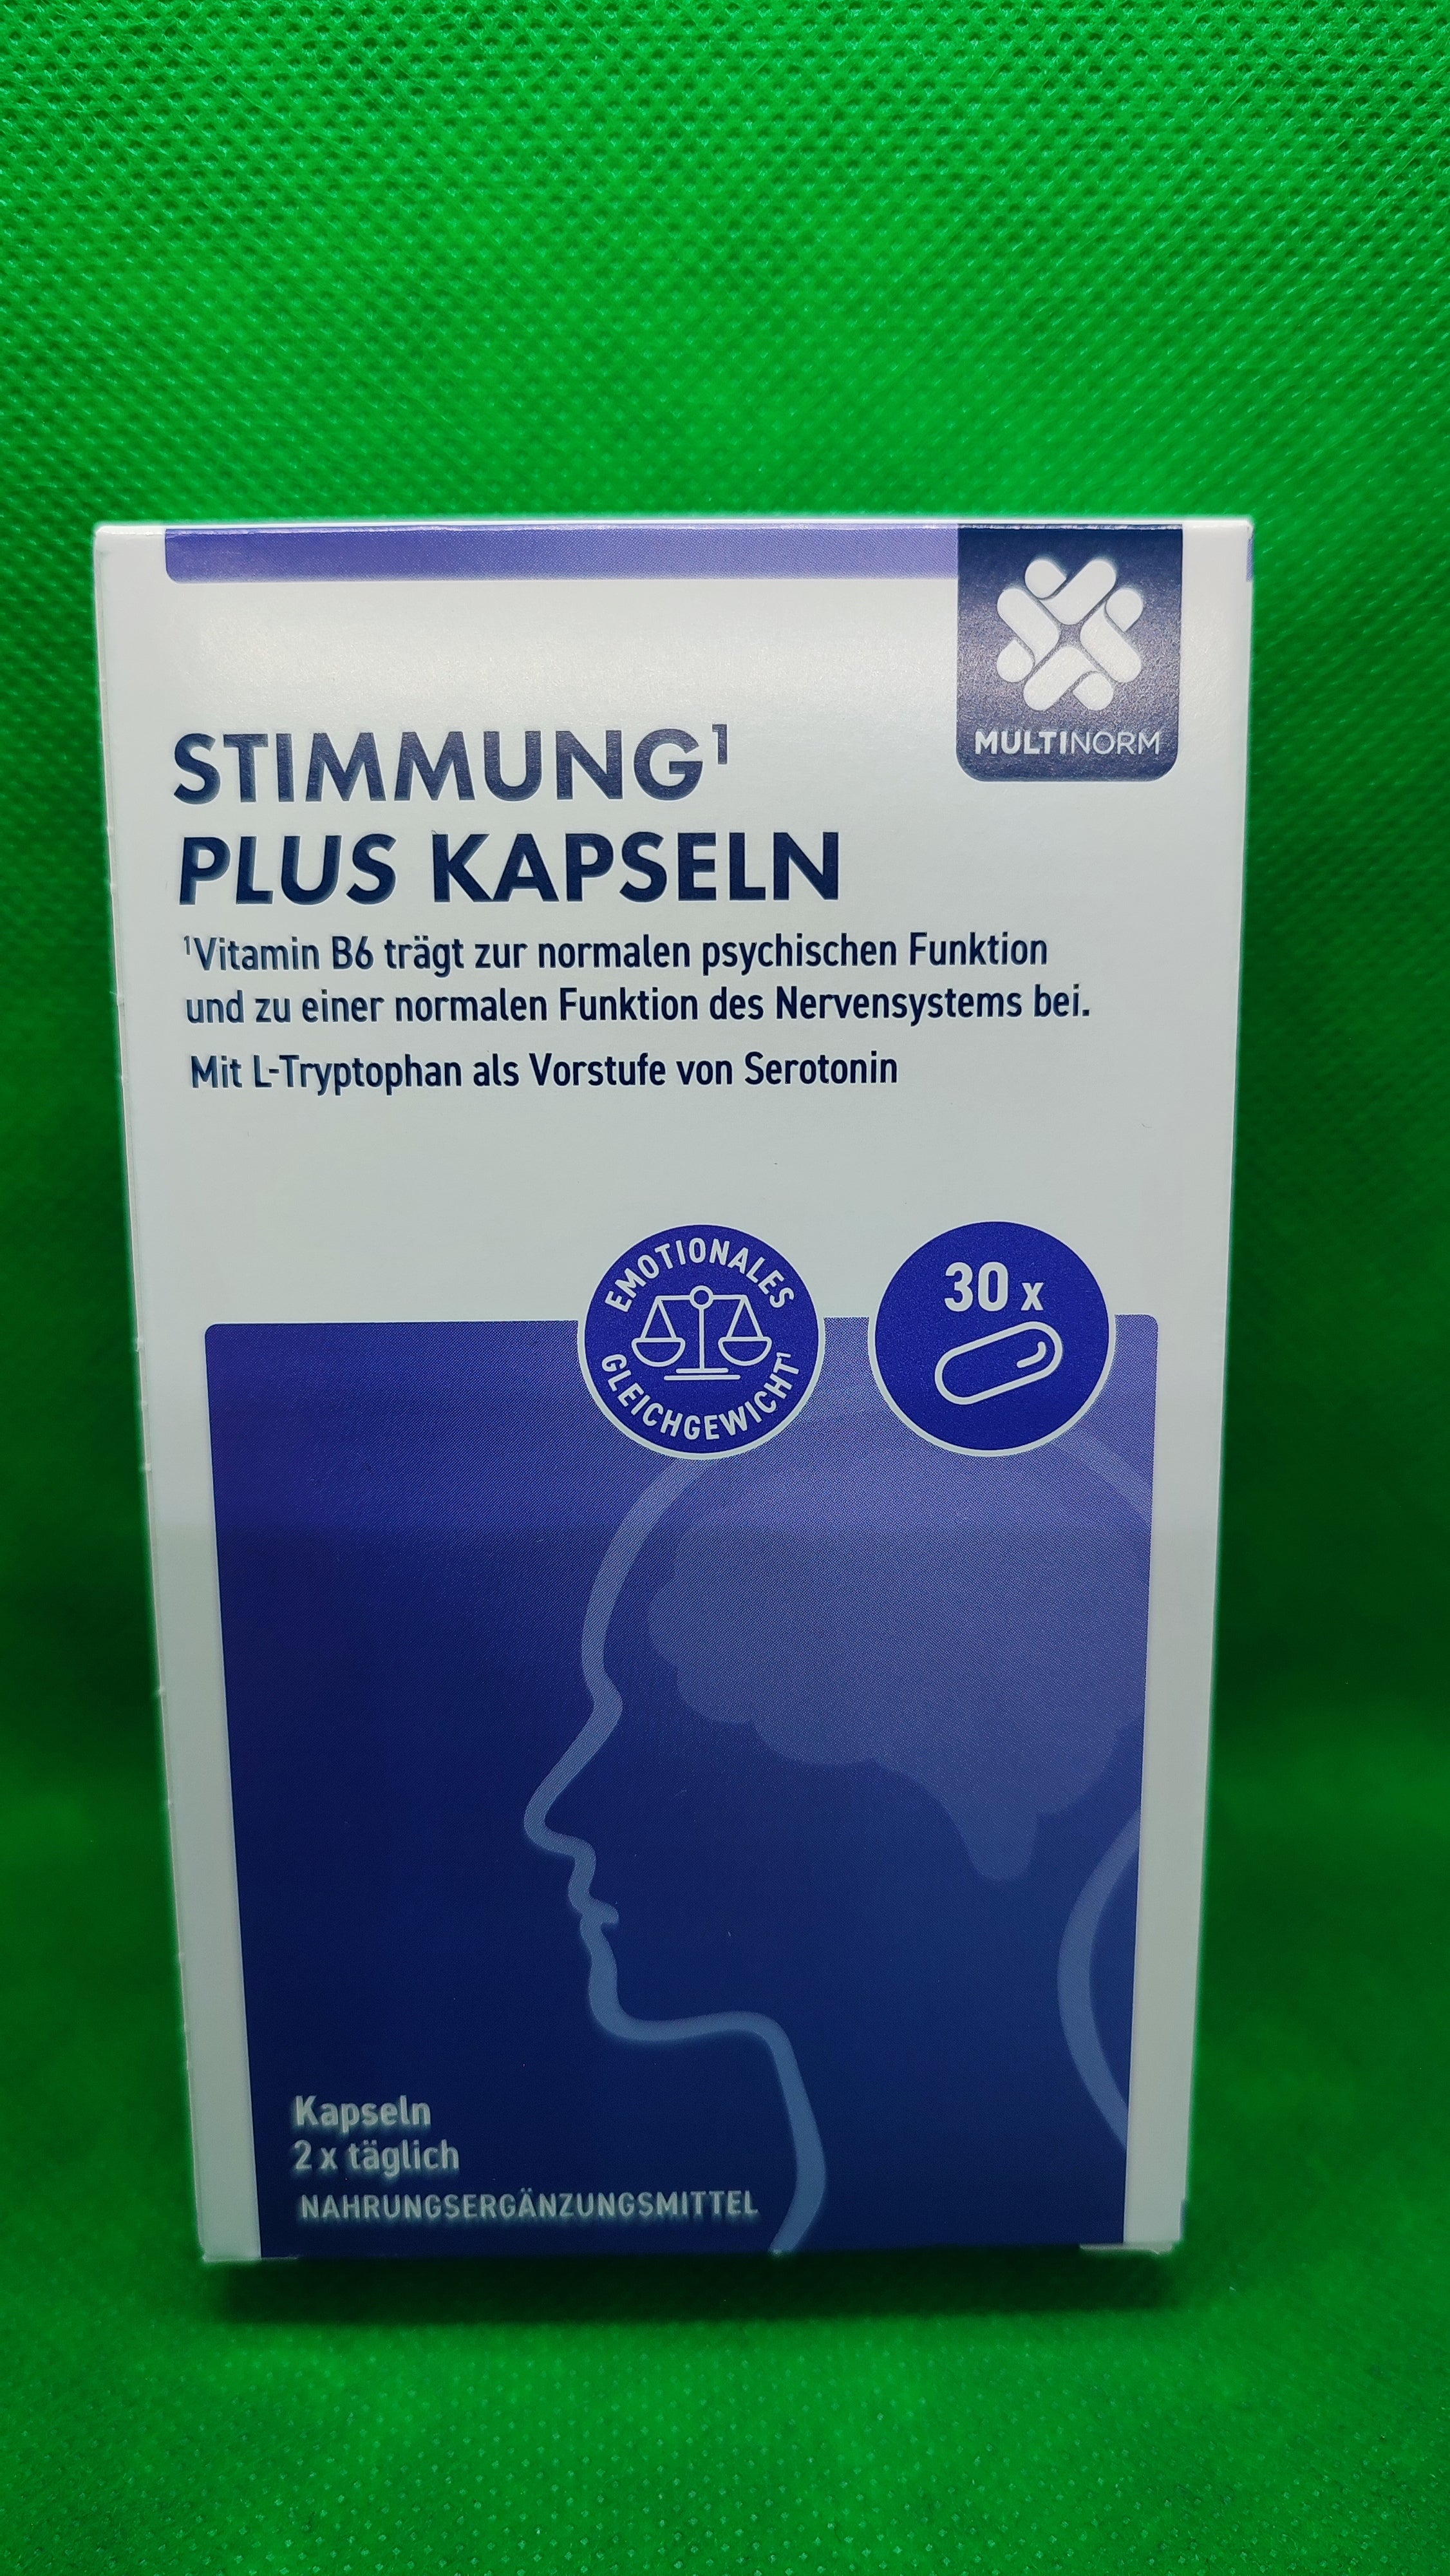 MULTINORM
STIMMUNG¹
PLUS KAPSELN
¹Vitamin B6 trägt zur normalen psychischen Funktion
und zu einer normalen Funktion des Nervensystems bei.
Mit L-Tryptophan als Vorstufe von Serotonin
EMOTIONALES
GLEICHGEWICHT¹
30 x
Kapseln
2 x täglich
NAHRUNGSERGÄNZUNGSMITTEL